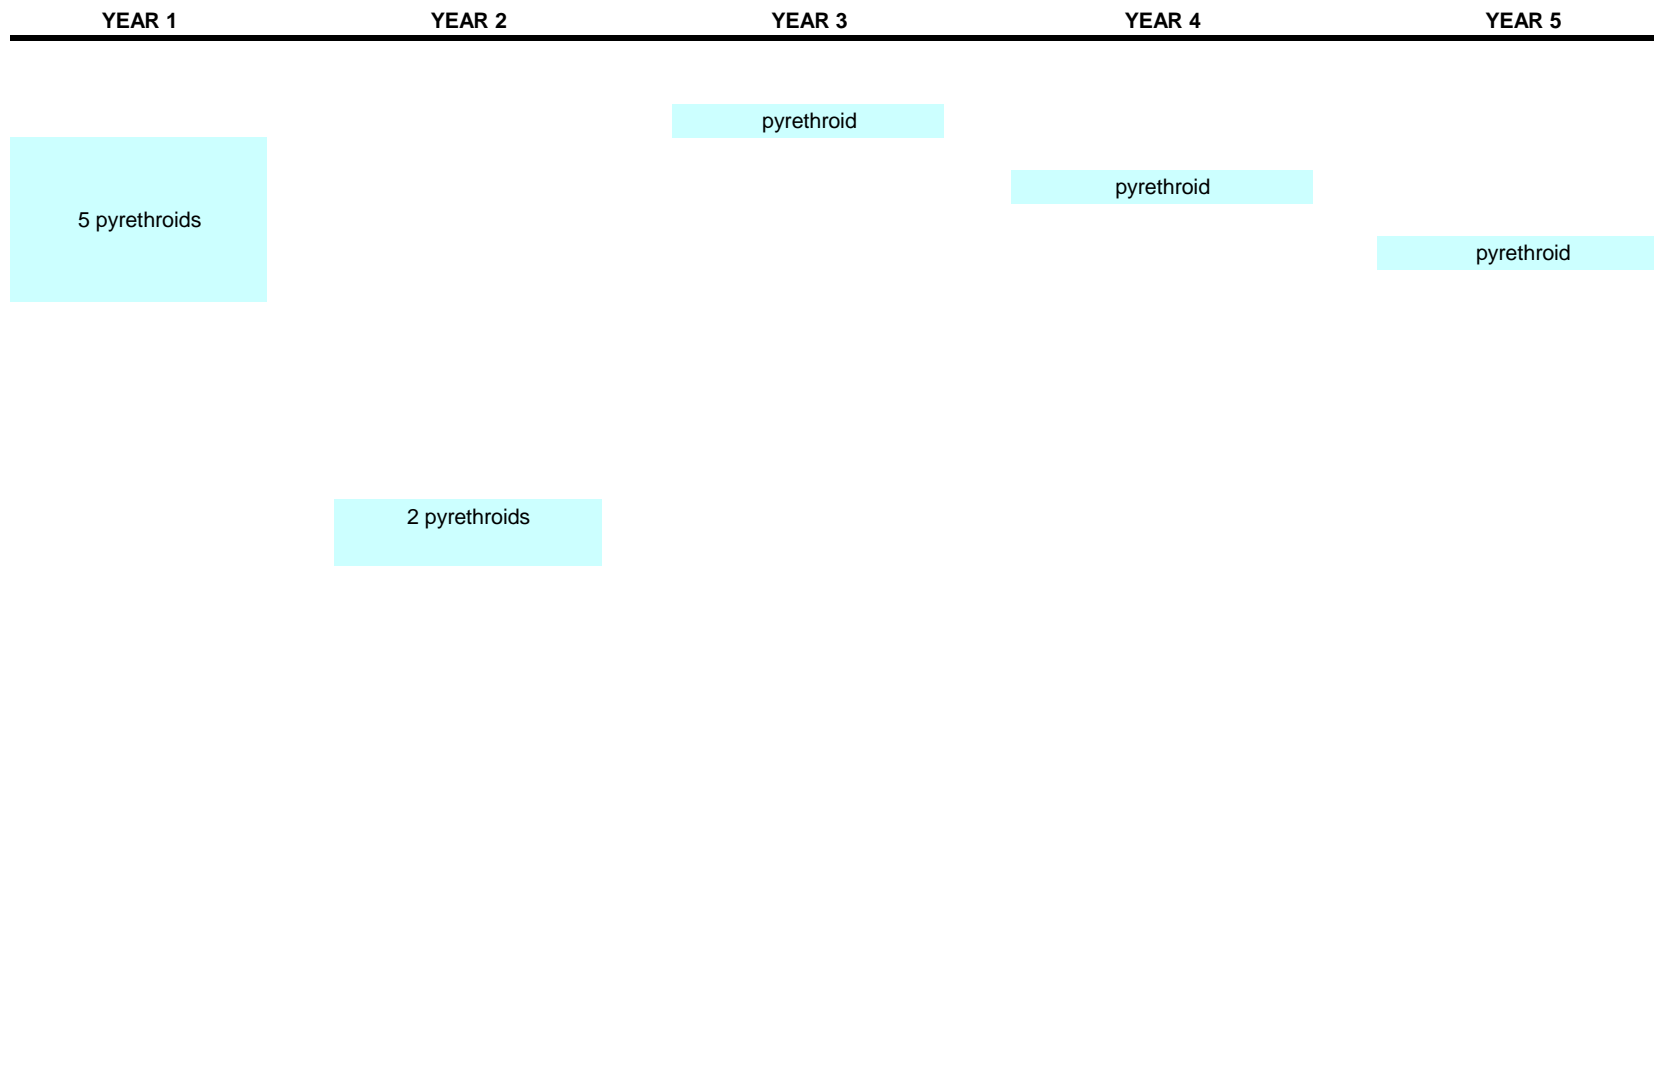 YEAR 1 YEAR 2 YEAR 3 YEAR 4 YEAR 5
pyrethroid
pyrethroid
5 pyrethroids
pyrethroid
2 pyrethroids